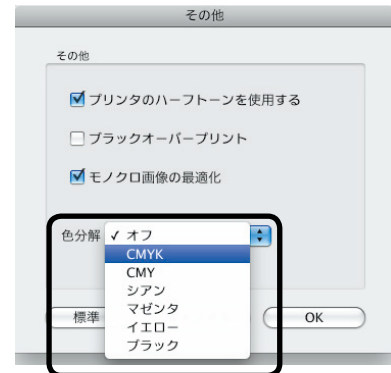 その他
その他
プリンタのハーフトーンを使用する
ブラックオーバープリント
モノクロ画像の最適化
色分解 ✓ オフ
CMYK
CMY
シアン
マゼンタ
イエロー
ブラック
標準 OK